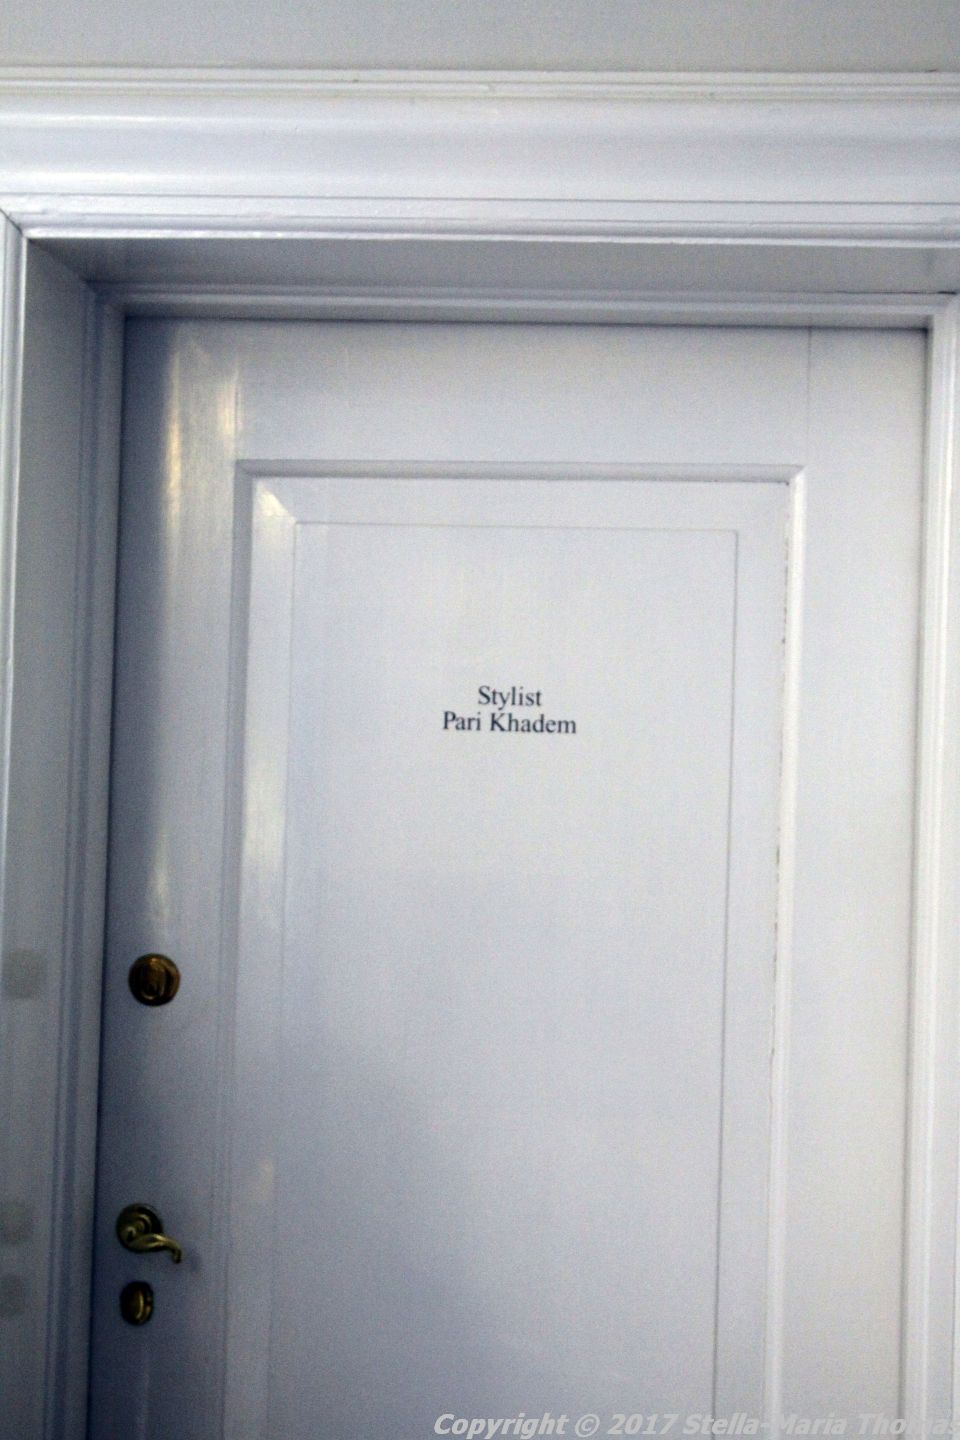 Stylist
Pari Khadem
Copyright © 2017 Stella-Maria Thomas